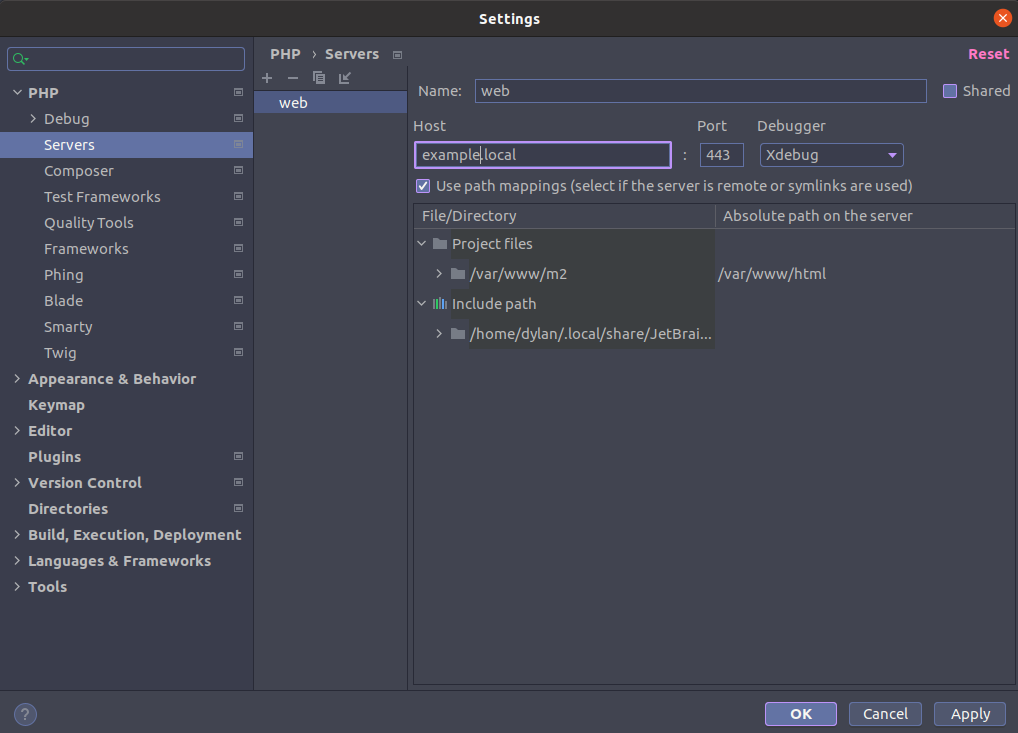 Settings
PHP › Servers
Reset
PHP
Debug
Servers
Composer
Test Frameworks
Quality Tools
Frameworks
Phing
Blade
Smarty
Twig
Appearance & Behavior
Keymap
Editor
Plugins
Version Control
Directories
Build, Execution, Deployment
Languages & Frameworks
Tools
web
Name: web Shared
Host Port Debugger
example.local : 443 Xdebug
Use path mappings (select if the server is remote or symlinks are used)
File/Directory Absolute path on the server
Project files
/var/www/m2 /var/www/html
Include path
/home/dylan/.local/share/JetBrai...
? OK Cancel Apply